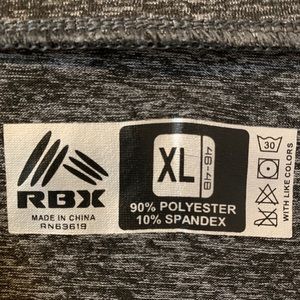 RBX
MADE IN CHINA
RN63619
XL
46-48
90% POLYESTER
10% SPANDEX
30
WITH LIKE COLORS